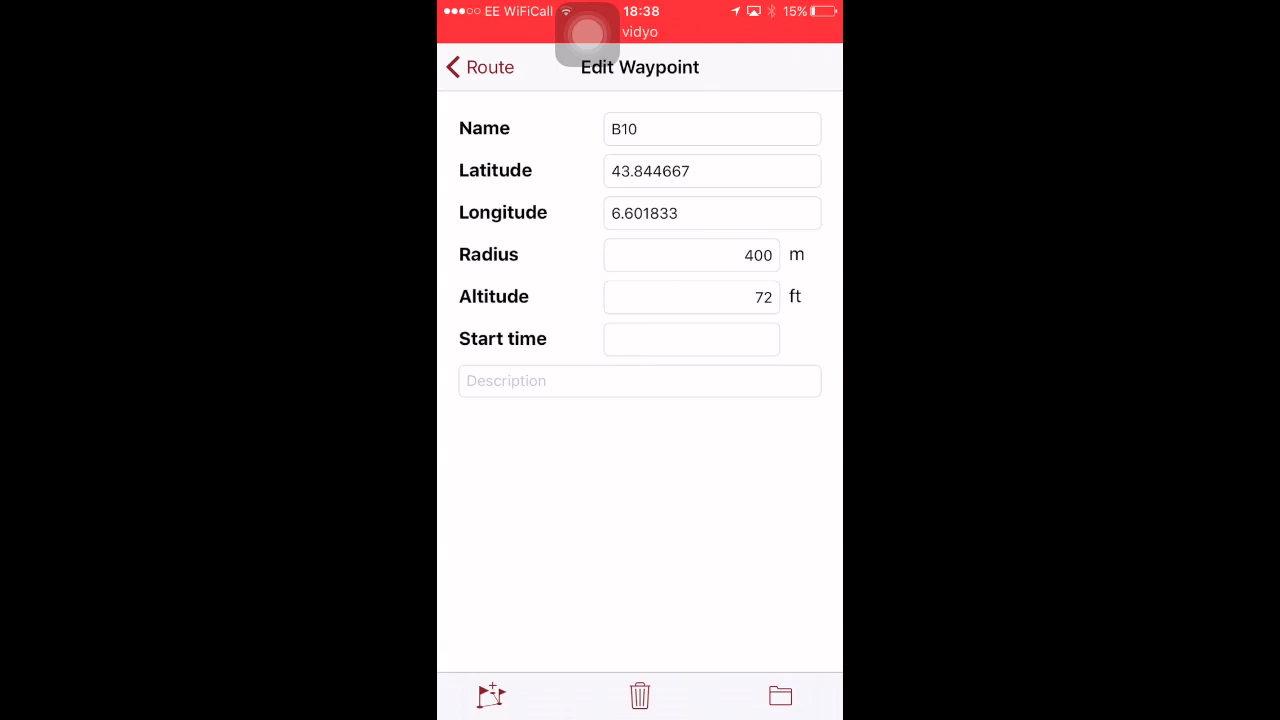 EE WiFiCall 18:38 15%
vidyo
Route Edit Waypoint
Name B10
Latitude 43.844667
Longitude 6.601833
Radius 400 m
Altitude 72 ft
Start time
Description